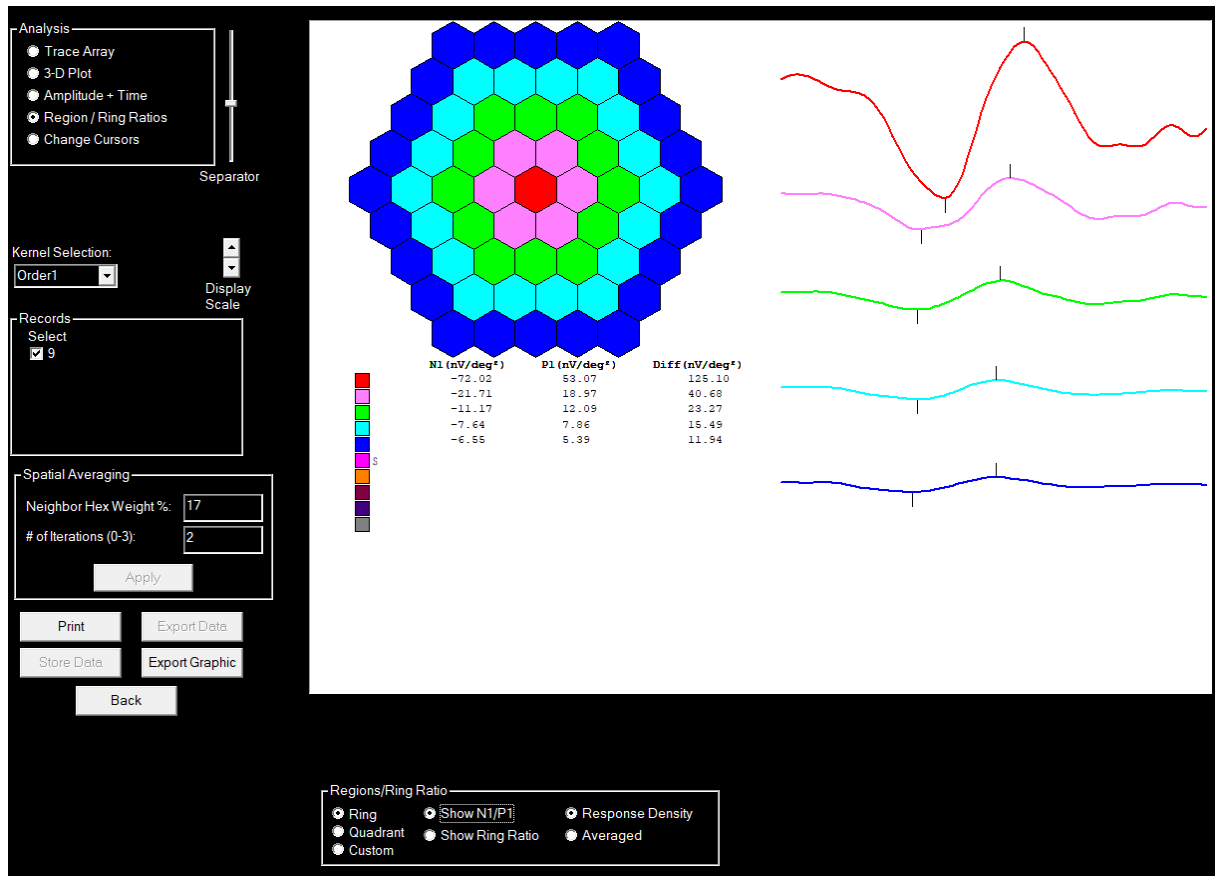 Analysis
Trace Array
3-D Plot
Amplitude + Time
Region / Ring Ratios
Change Cursors
Separator
Kernel Selection:
Order1
Display
Scale
Records
Select
9
Spatial Averaging
Neighbor Hex Weight %: 17
# of Iterations (0-3): 2
Apply
Print Export Data
Store Data Export Graphic
Back
N1(nV/deg²) P1(nV/deg²) Diff(nV/deg²)
-72.02 53.07 125.10
-21.71 18.97 40.68
-11.17 12.09 23.27
-7.64 7.86 15.49
-6.55 5.39 11.94
S
Regions/Ring Ratio
Ring Show N1/P1 Response Density
Quadrant Show Ring Ratio Averaged
Custom